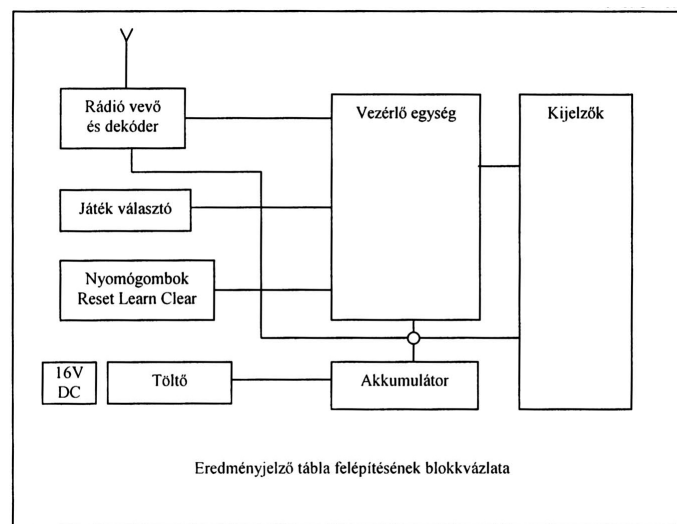 Rádió vevő
és dekóder
Vezérlő egység
Kijelzők
Játék választó
Nyomógombok
Reset Learn Clear
16V
DC
Töltő
Akkumulátor
Eredményjelző tábla felépítésének blokkvázlata